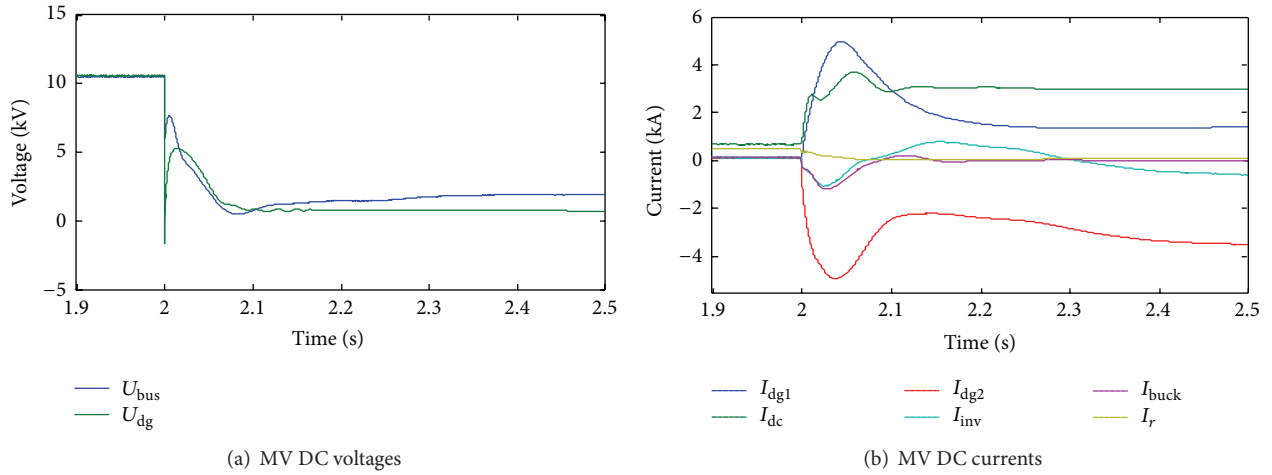 15
10
5
0
−5
Voltage (kV)
1.9 2 2.1 2.2 2.3 2.4 2.5
Time (s)
U_bus
U_dg
(a) MV DC voltages
6
4
2
0
−2
−4
Current (kA)
1.9 2 2.1 2.2 2.3 2.4 2.5
Time (s)
I_dg1 I_dg2 I_buck
I_dc I_inv I_r
(b) MV DC currents